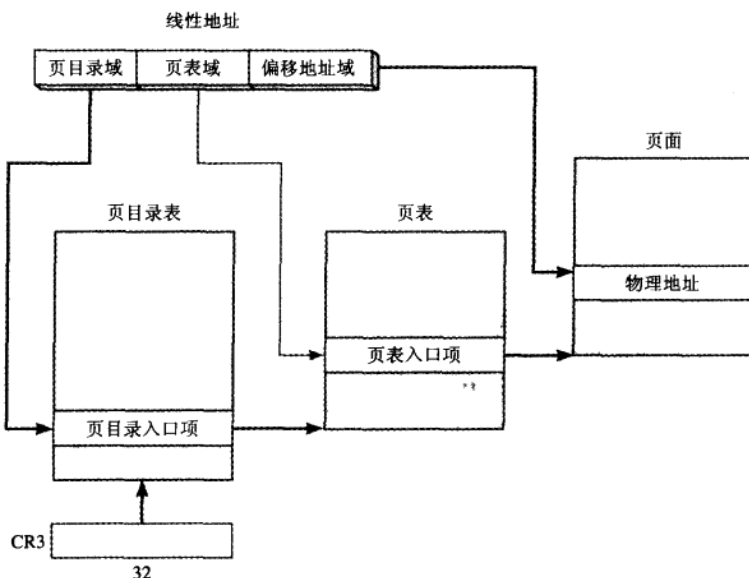 线性地址
页目录域 页表域 偏移地址域
页面
页目录表 页表
物理地址
页表入口项
页目录入口项
CR3
32